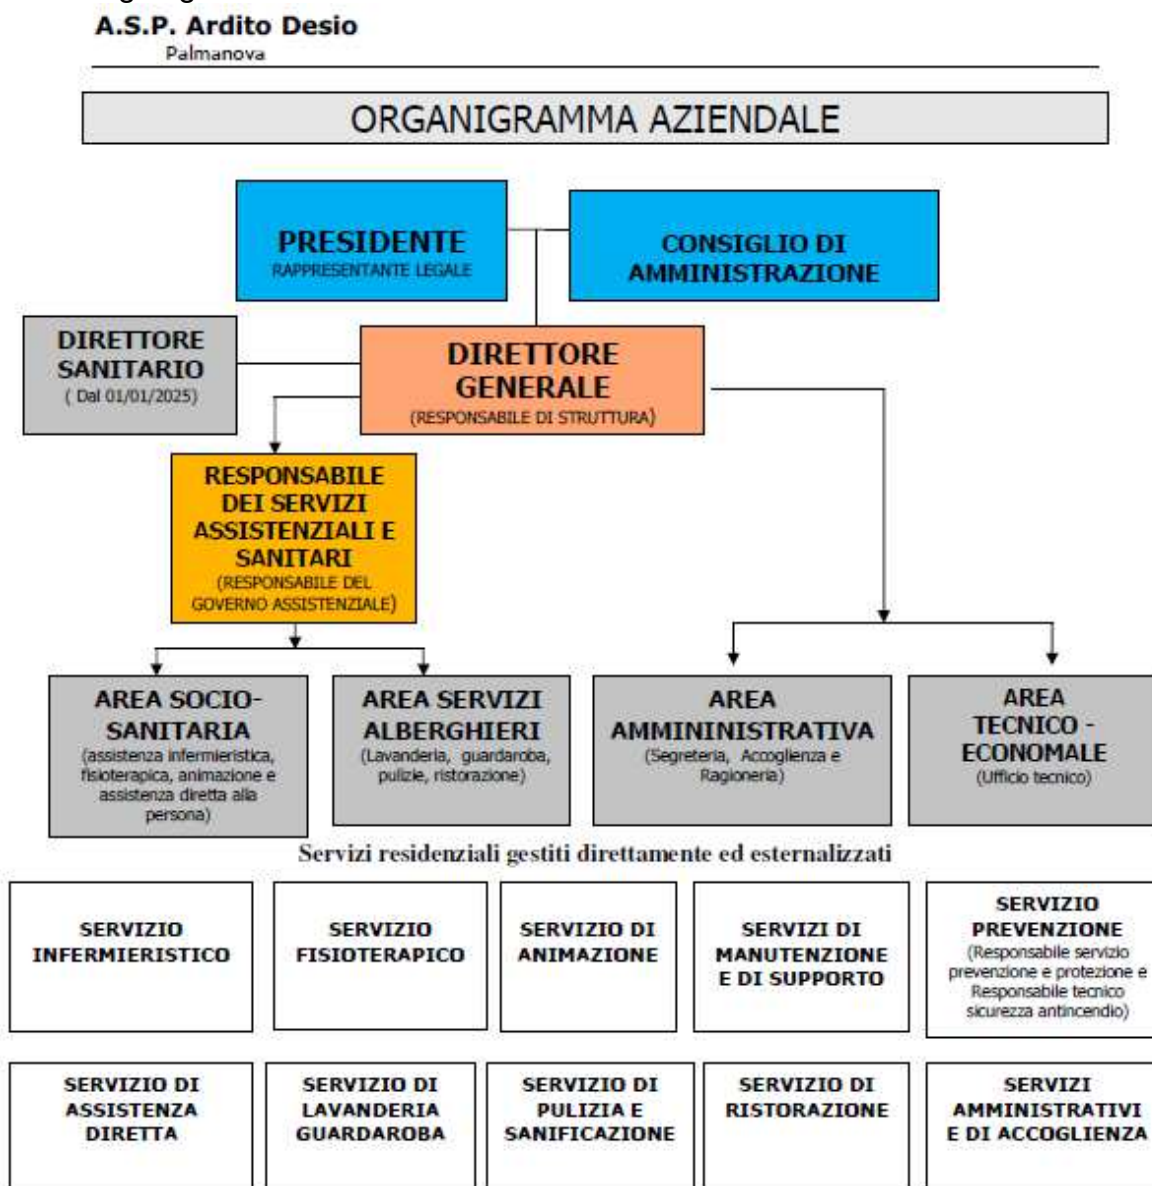 A.S.P. Ardito Desio
Palmanova
ORGANIGRAMMA AZIENDALE
PRESIDENTE
RAPPRESENTANTE LEGALE
CONSIGLIO DI
AMMINISTRAZIONE
DIRETTORE
SANITARIO
( Dal 01/01/2025)
DIRETTORE
GENERALE
(RESPONSABILE DI STRUTTURA)
RESPONSABILE
DEI SERVIZI
ASSISTENZIALI E
SANITARI
(RESPONSABILE DEL
GOVERNO ASSISTENZIALE)
AREA SOCIO-
SANITARIA
(assistenza infermieristica,
fisioterapica, animazione e
assistenza diretta alla
persona)
AREA SERVIZI
ALBERGHIERI
(Lavanderia, guardaroba,
pulizie, ristorazione)
AREA
AMMININISTRATIVA
(Segreteria, Accoglienza e
Ragioneria)
AREA
TECNICO -
ECONOMALE
(Ufficio tecnico)
Servizi residenziali gestiti direttamente ed esternalizzati
SERVIZIO
INFERMIERISTICO
SERVIZIO
FISIOTERAPICO
SERVIZIO DI
ANIMAZIONE
SERVIZI DI
MANUTENZIONE
E DI SUPPORTO
SERVIZIO
PREVENZIONE
(Responsabile servizio
prevenzione e protezione e
Responsabile tecnico
sicurezza antincendio)
SERVIZIO DI
ASSISTENZA
DIRETTA
SERVIZIO DI
LAVANDERIA
GUARDAROBA
SERVIZIO DI
PULIZIA E
SANIFICAZIONE
SERVIZIO DI
RISTORAZIONE
SERVIZI
AMMINISTRATIVI
E DI ACCOGLIENZA